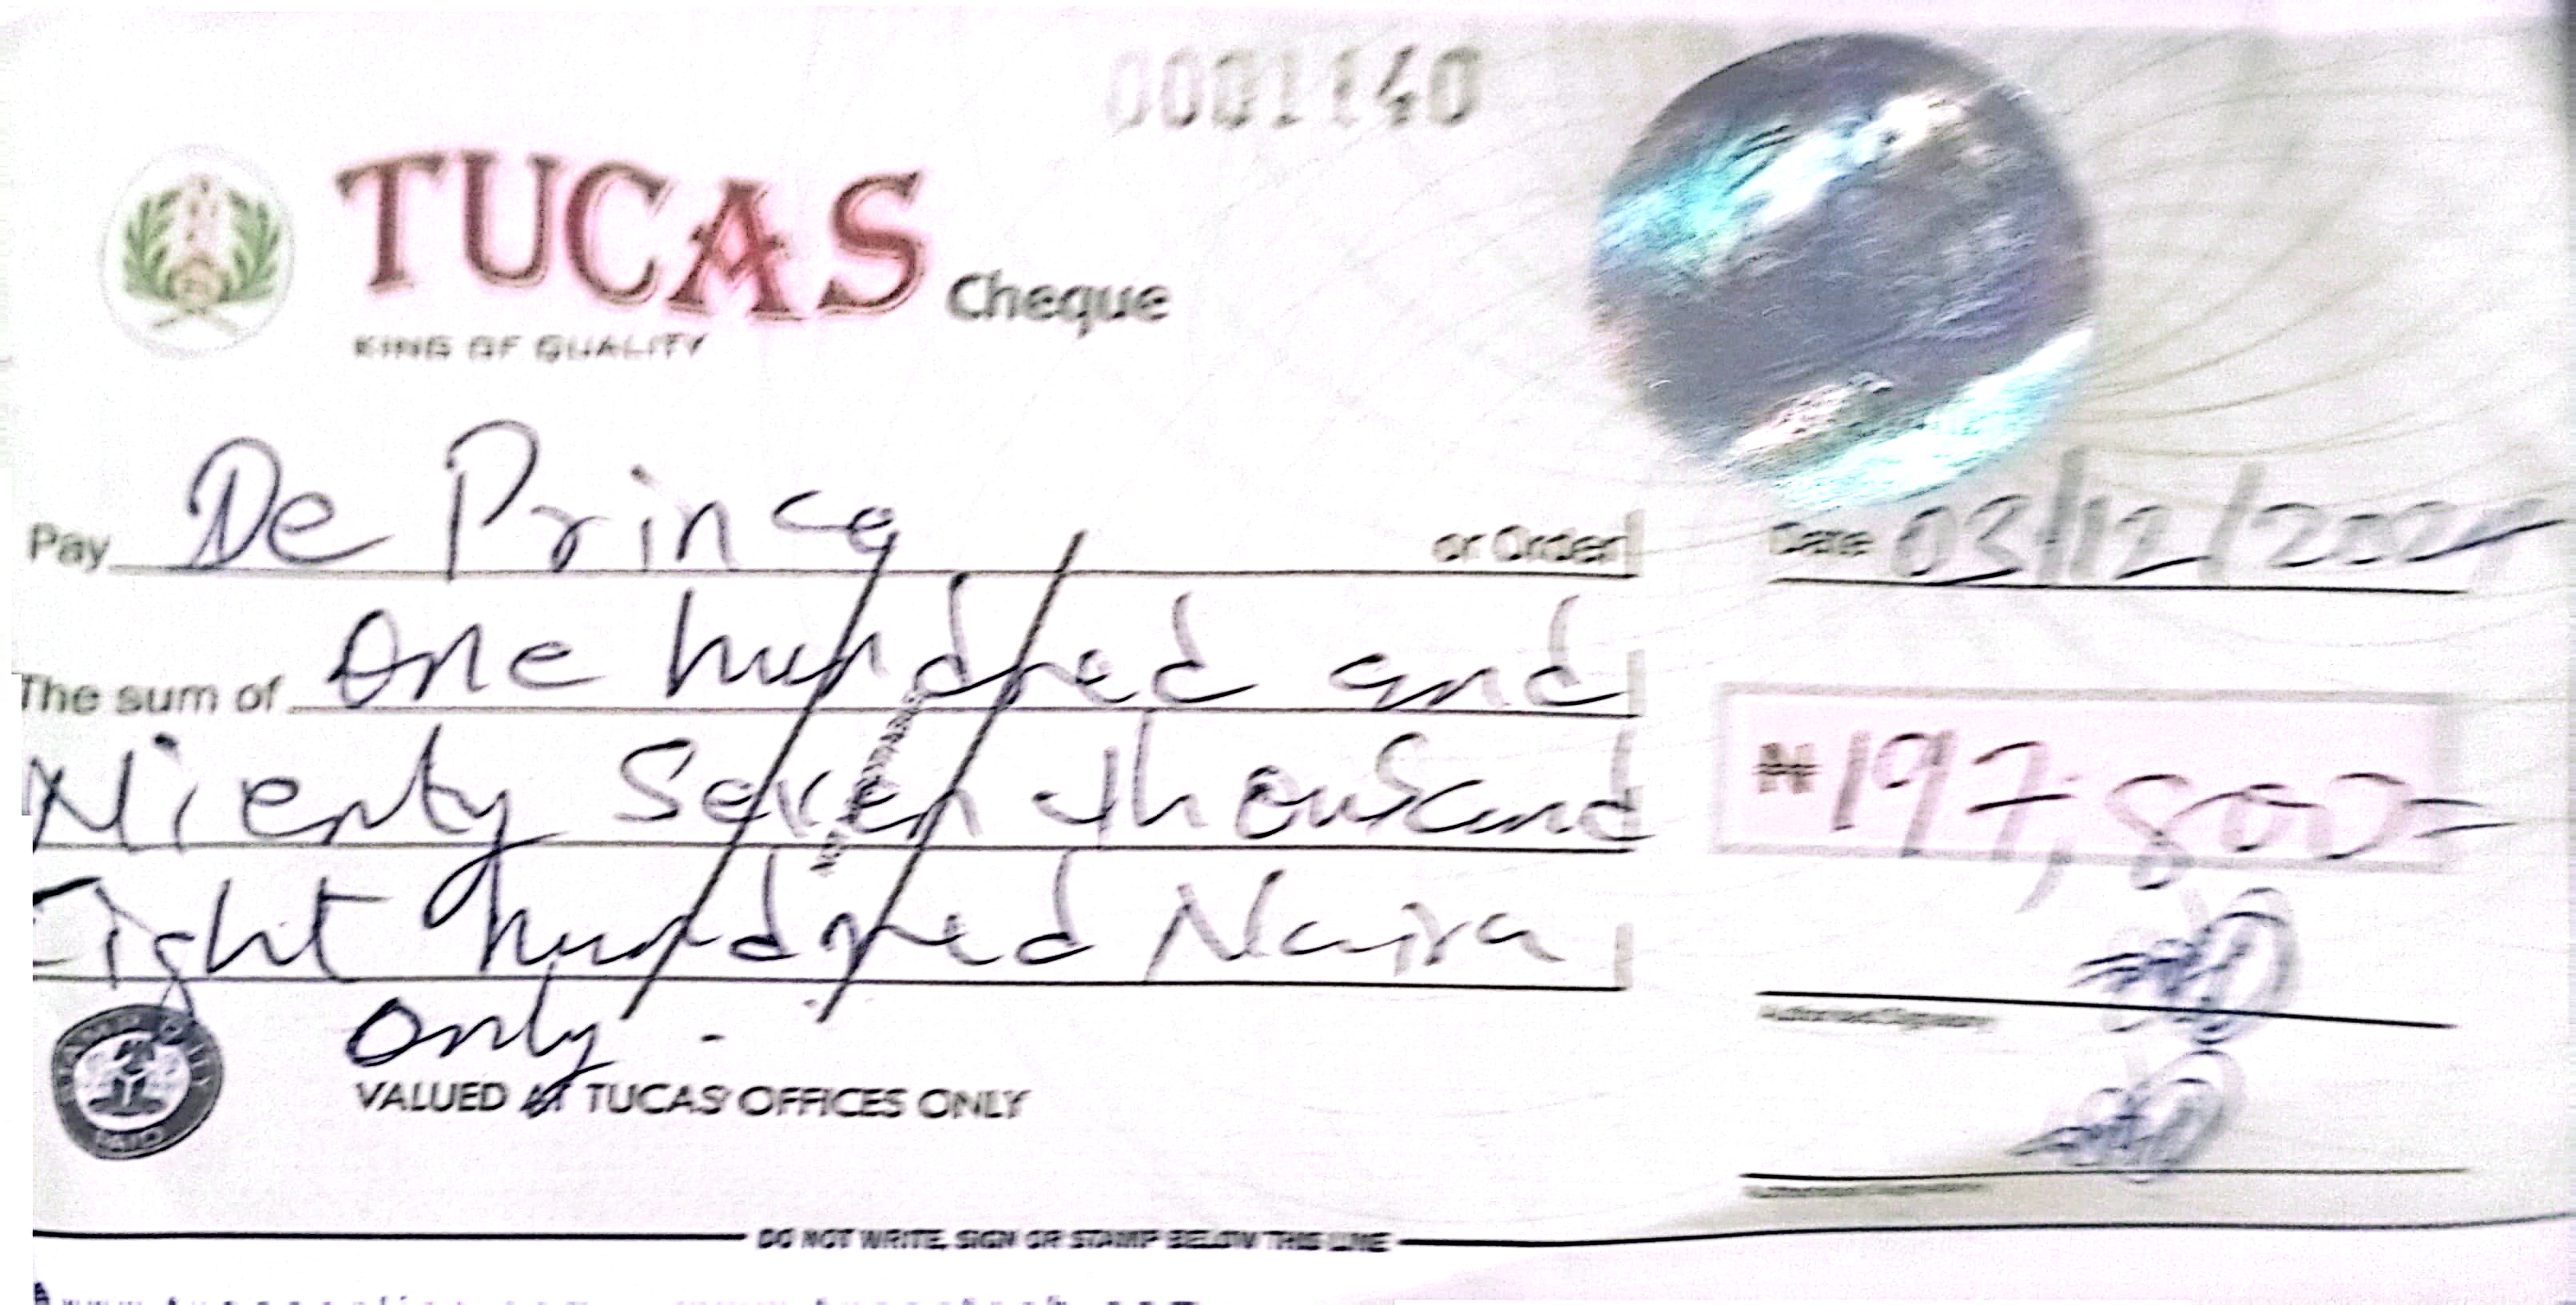 0001140
TUCAS Cheque
KING OF QUALITY
Pay De Prince or Order
Date 03/12/2024
The sum of One hundred and
Nienty Seven thousand
₦197,800=
Eight hundred Naira
only.
VALUED AT TUCAS' OFFICES ONLY
DO NOT WRITE, SIGN OR STAMP BELOW THIS LINE